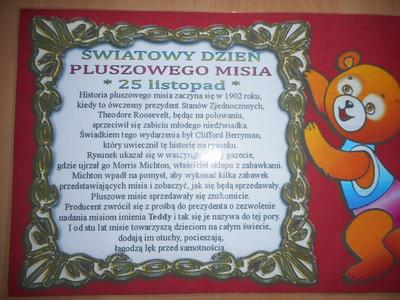 ŚWIATOWY DZIEŃ
PLUSZOWEGO MISIA
* 25 listopad *
Historia pluszowego misia zaczyna się w 1902 roku,
kiedy to ówczesny prezydent Stanów Zjednoczonych,
Theodore Roosevelt, będąc na polowaniu,
sprzeciwił się zabiciu młodego niedźwiadka.
Świadkiem tego wydarzenia był Clifford Berryman,
który uwiecznił tę historię na rysunku.
Rysunek ukazał się w gazecie,
gdzie ujrzał go Morris Michton, właściciel sklepu z zabawkami.
Michton wpadł na pomysł, aby wykonać kilka zabawek
przedstawiających misia i zobaczyć, jak się będą sprzedawały.
Pluszowe misie sprzedawały się znakomicie.
Producent zwrócił się z prośbą do prezydenta o zezwolenie
nadania misiom imienia Teddy i tak się je nazywa do tej pory.
I od stu lat misie towarzyszą dzieciom na całym świecie,
dodają im otuchy, pocieszają,
łagodzą lęk przed samotnością.